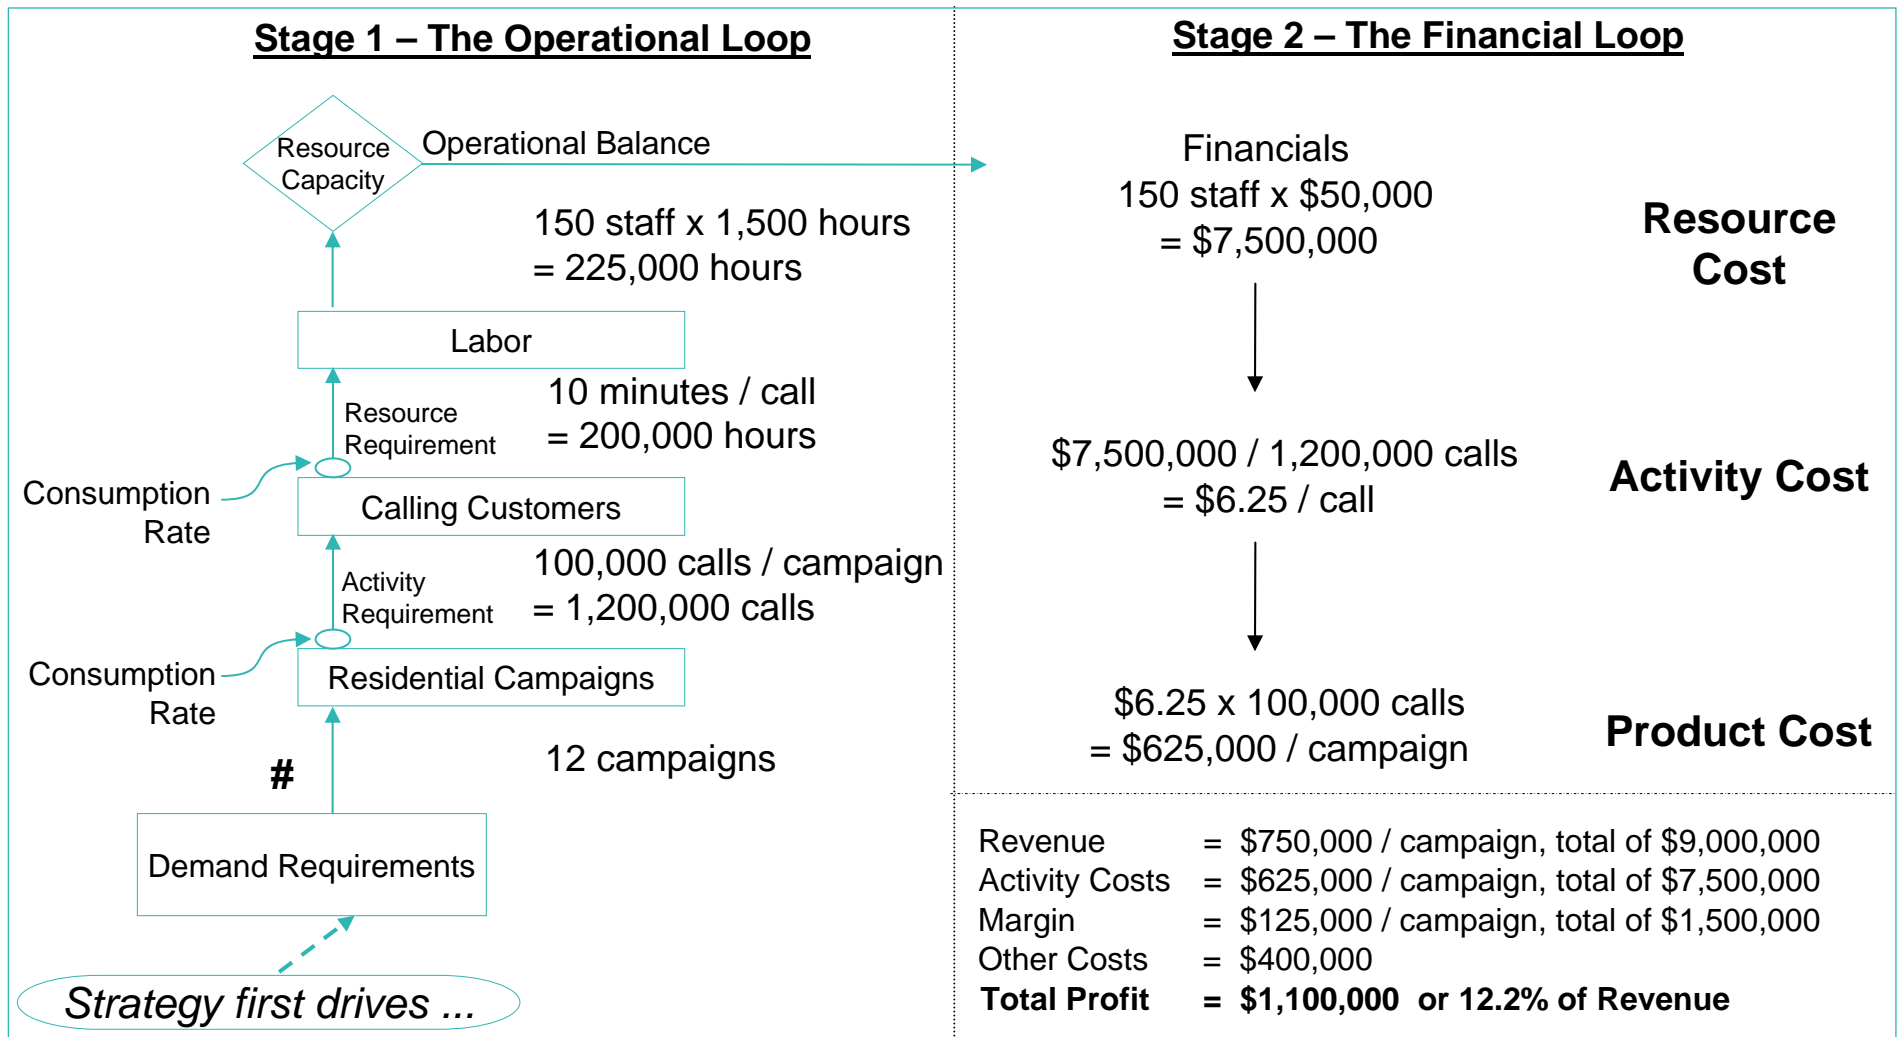 Stage 1 – The Operational Loop
Resource
Capacity
Operational Balance
150 staff x 1,500 hours
= 225,000 hours
Labor
10 minutes / call
= 200,000 hours
Resource
Requirement
Consumption
Rate
Calling Customers
100,000 calls / campaign
= 1,200,000 calls
Activity
Requirement
Consumption
Rate
Residential Campaigns
#
12 campaigns
Demand Requirements
Strategy first drives ...
Stage 2 – The Financial Loop
Financials
150 staff x $50,000
= $7,500,000
Resource
Cost
$7,500,000 / 1,200,000 calls
= $6.25 / call
Activity Cost
$6.25 x 100,000 calls
= $625,000 / campaign
Product Cost
Revenue = $750,000 / campaign, total of $9,000,000
Activity Costs = $625,000 / campaign, total of $7,500,000
Margin = $125,000 / campaign, total of $1,500,000
Other Costs = $400,000
Total Profit = $1,100,000 or 12.2% of Revenue